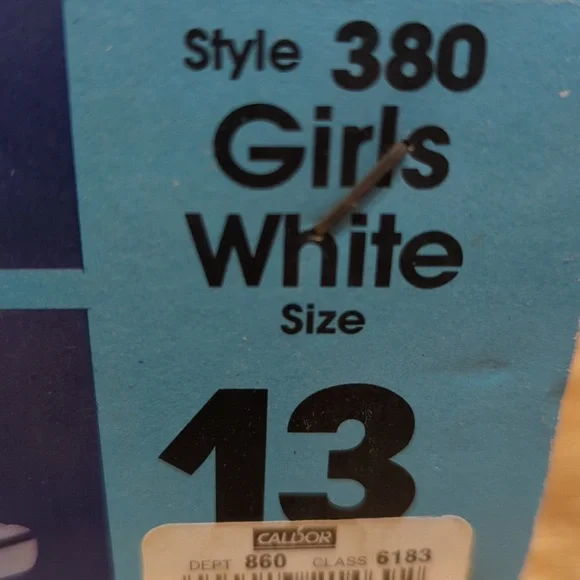 Style 380
Girls
White
Size
13
CALDOR
DEPT 860 CLASS 6183